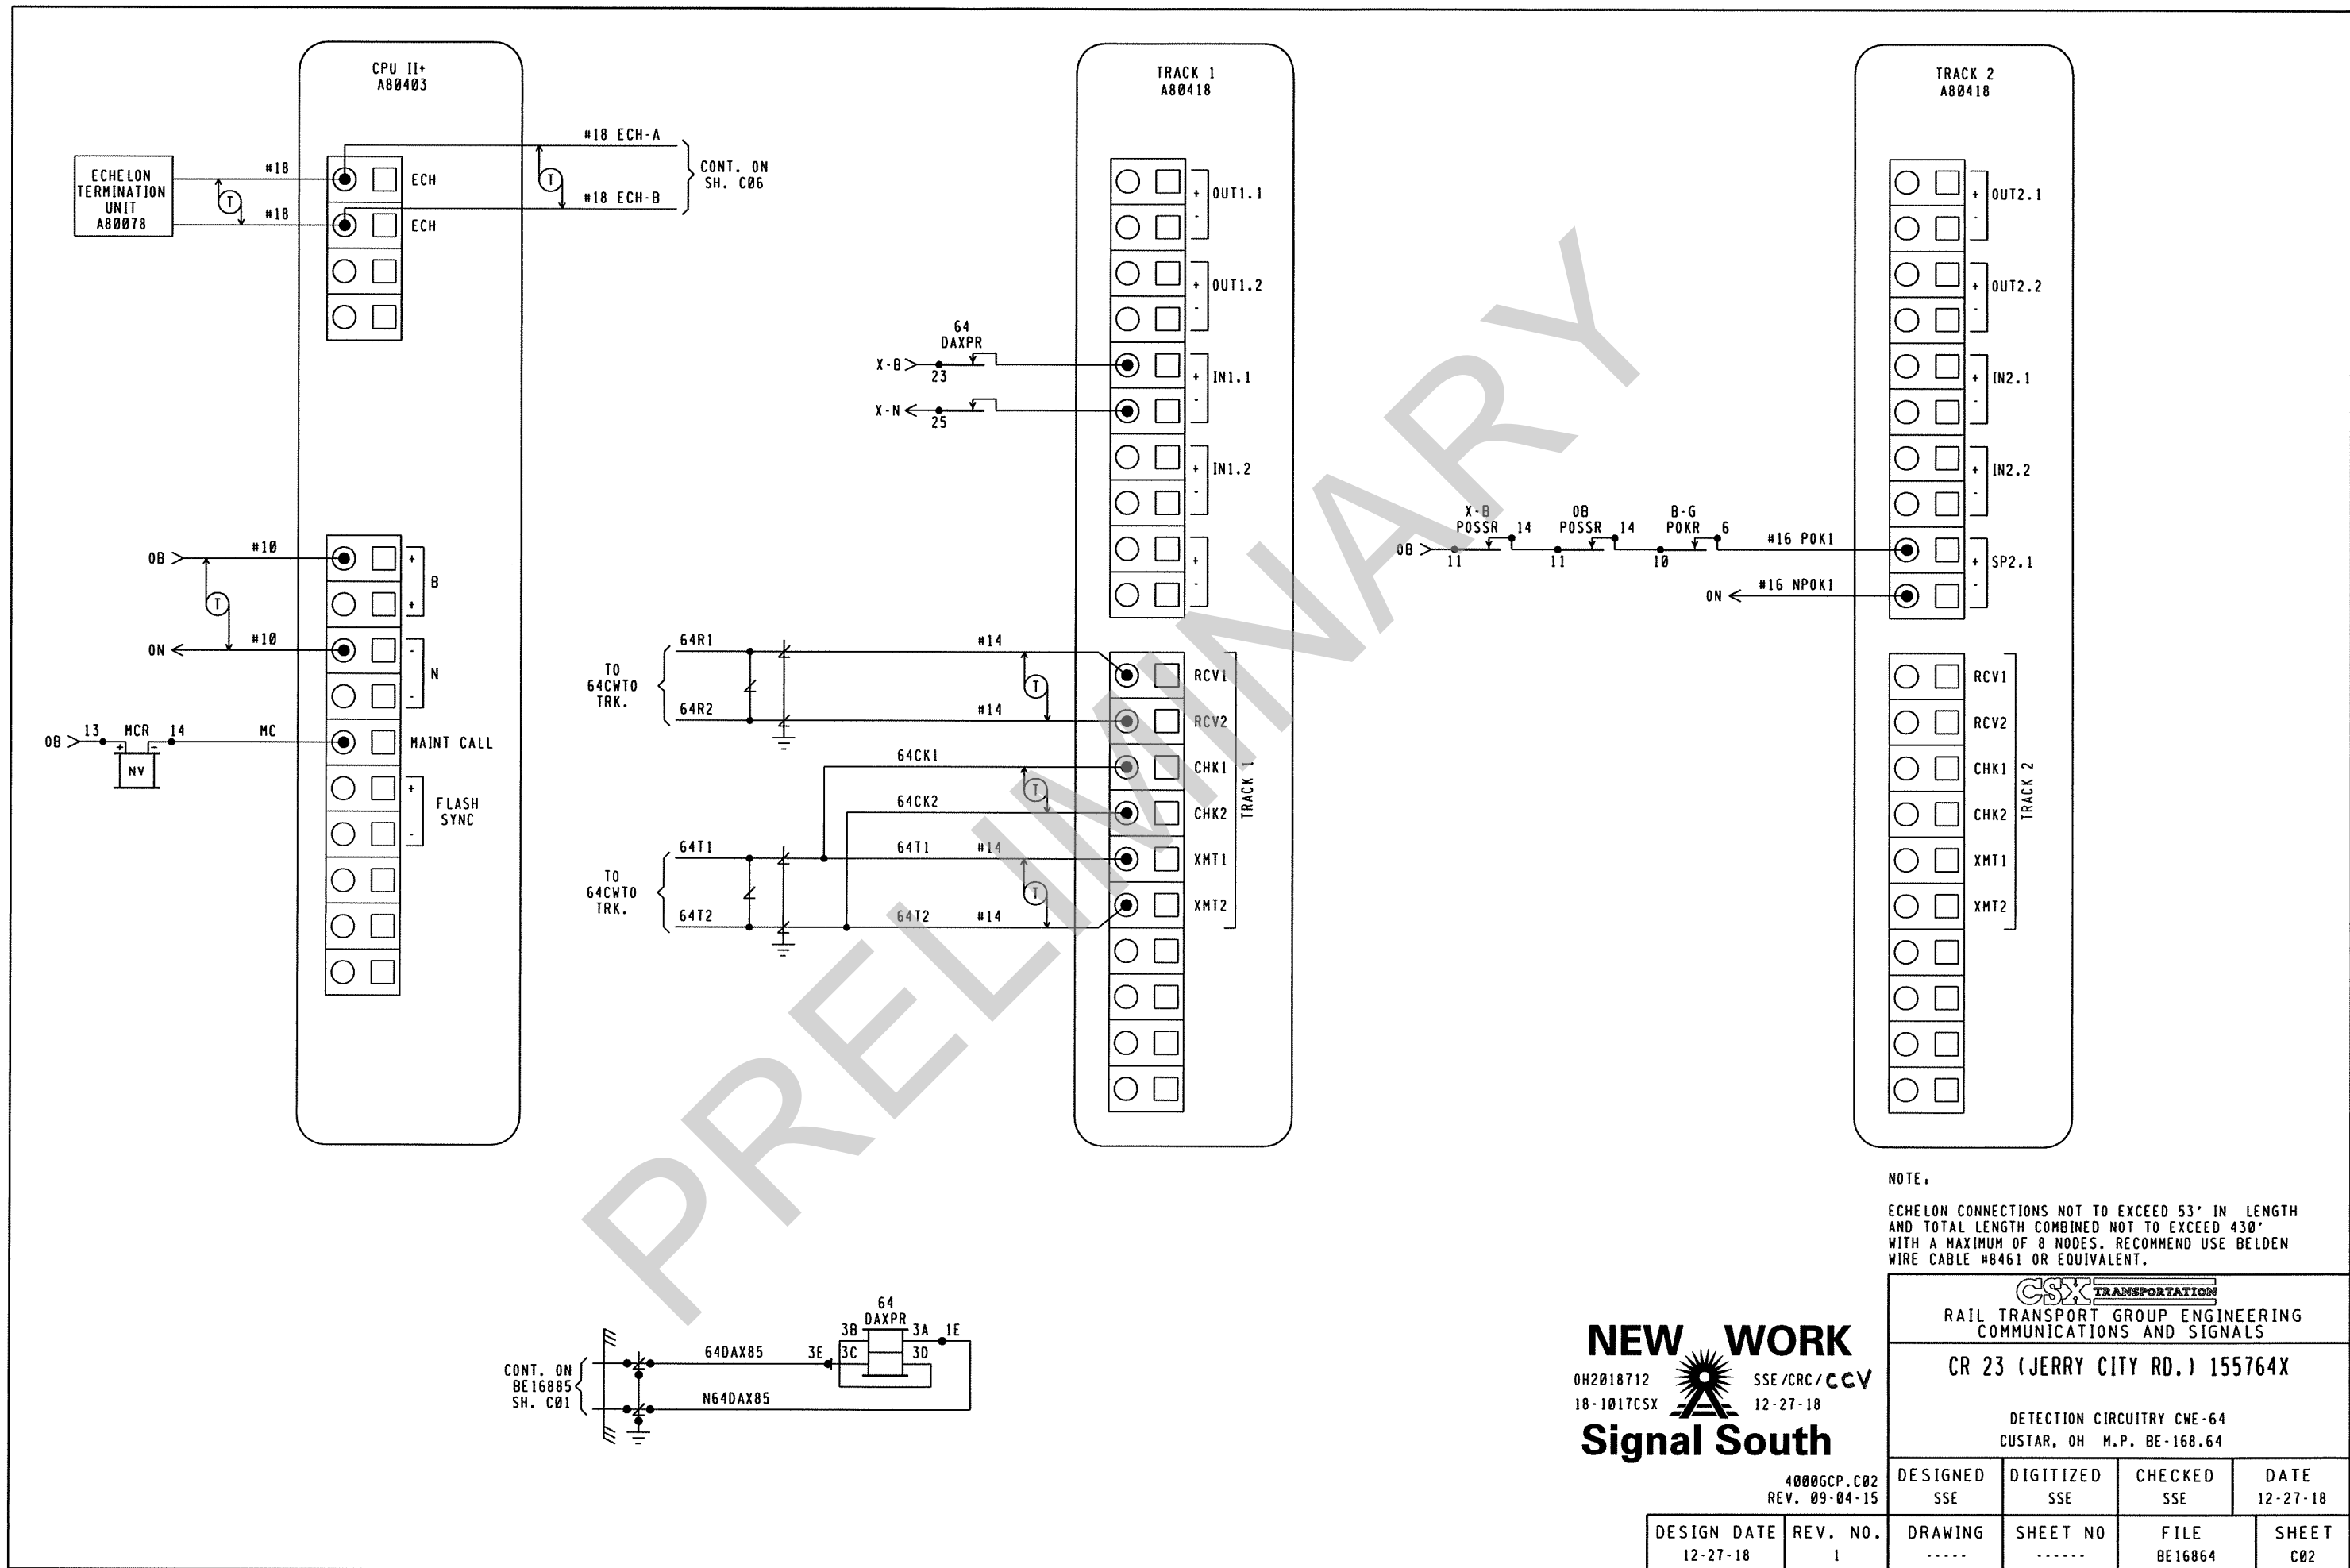 CPU II+
A80403
ECHELON
TERMINATION
UNIT
A80078
#18
#18
T
ECH
ECH
#18 ECH-A
#18 ECH-B
T
CONT. ON
SH. C06
OB
#10
T
ON
#10
+
B
+
-
N
-
OB
13
MCR
14
+
-
NV
MC
MAINT CALL
+
FLASH
SYNC
-
TRACK 1
A80418
+
OUT1.1
-
+
OUT1.2
-
64
DAXPR
X-B
23
X-N
25
+
IN1.1
-
+
IN1.2
-
+
-
TO
64CWTO
TRK.
64R1
#14
T
64R2
#14
RCV1
RCV2
64CK1
T
64CK2
CHK1
CHK2
TRACK 1
TO
64CWTO
TRK.
64T1
64T1
#14
T
64T2
64T2
#14
XMT1
XMT2
TRACK 2
A80418
+
OUT2.1
-
+
OUT2.2
-
+
IN2.1
-
+
IN2.2
-
OB
X-B
POSSR
14
11
OB
POSSR
14
11
B-G
POKR
6
10
#16 POK1
ON
#16 NPOK1
+
SP2.1
-
RCV1
RCV2
CHK1
CHK2
XMT1
XMT2
TRACK 2
PRELIMINARY
CONT. ON
BE16885
SH. C01
64DAX85
N64DAX85
64
DAXPR
3B
3A
1E
3E
3C
3D
NOTE:
ECHELON CONNECTIONS NOT TO EXCEED 53' IN LENGTH
AND TOTAL LENGTH COMBINED NOT TO EXCEED 430'
WITH A MAXIMUM OF 8 NODES. RECOMMEND USE BELDEN
WIRE CABLE #8461 OR EQUIVALENT.
NEW WORK
OH2018712
SSE/CRC/CCV
18-1017CSX
12-27-18
Signal South
4000GCP.C02
REV. 09-04-15
CSX TRANSPORTATION
RAIL TRANSPORT GROUP ENGINEERING
COMMUNICATIONS AND SIGNALS
CR 23 (JERRY CITY RD.) 155764X
DETECTION CIRCUITRY CWE-64
CUSTAR, OH M.P. BE-168.64
DESIGNED
SSE
DIGITIZED
SSE
CHECKED
SSE
DATE
12-27-18
DESIGN DATE
12-27-18
REV. NO.
1
DRAWING
-----
SHEET NO
------
FILE
BE16864
SHEET
C02